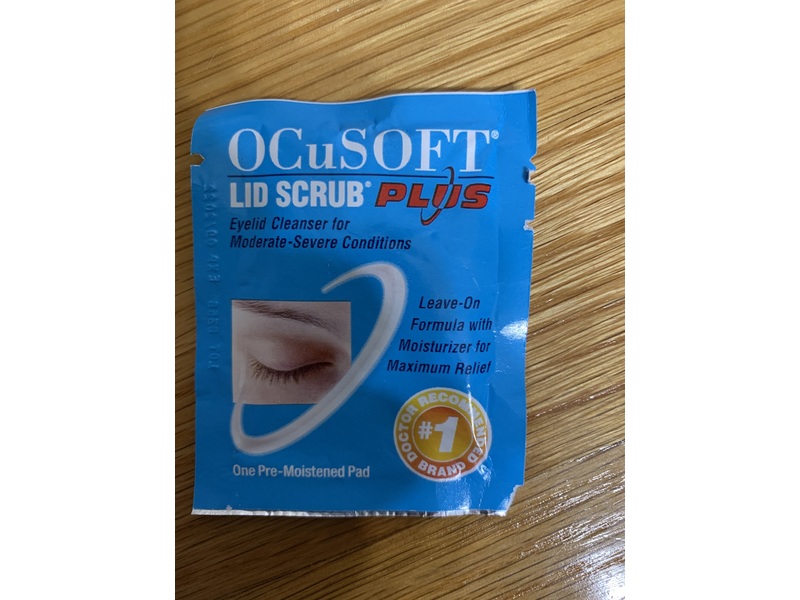 OCuSOFT®
LID SCRUB® PLUS
Eyelid Cleanser for
Moderate-Severe Conditions
Leave-On
Formula with
Moisturizer for
Maximum Relief
DOCTOR RECOMMENDED
#1
BRAND
One Pre-Moistened Pad